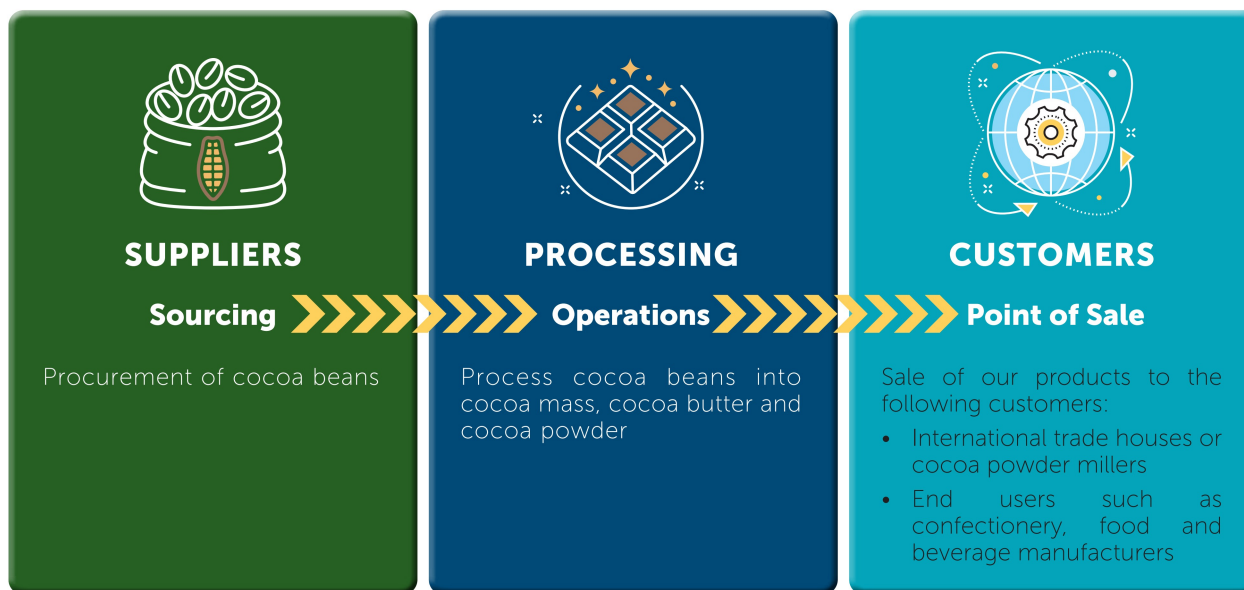 SUPPLIERS
Sourcing
Procurement of cocoa beans
PROCESSING
Operations
Process cocoa beans into
cocoa mass, cocoa butter and
cocoa powder
CUSTOMERS
Point of Sale
Sale of our products to the
following customers:
• International trade houses or
cocoa powder millers
• End users such as
confectionery, food and
beverage manufacturers